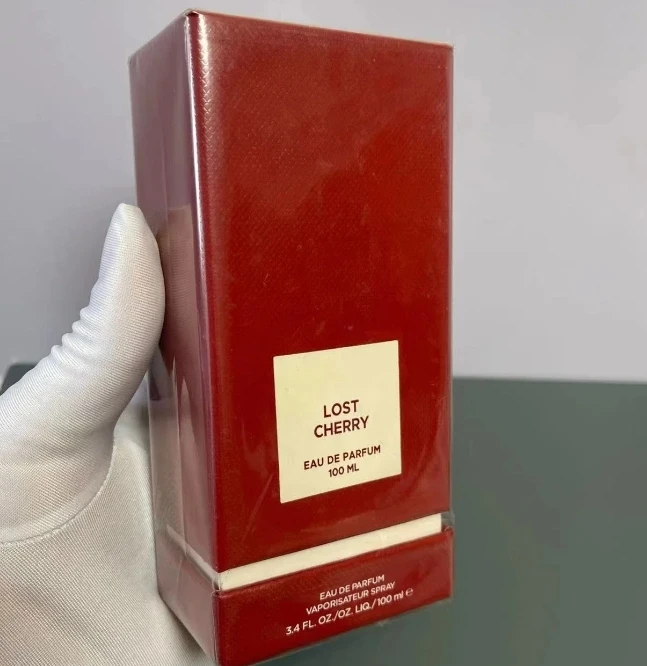 LOST
CHERRY
EAU DE PARFUM
100 ML
EAU DE PARFUM
VAPORISATEUR SPRAY
3.4 FL. OZ./OZ. LIQ./100 ml ℮